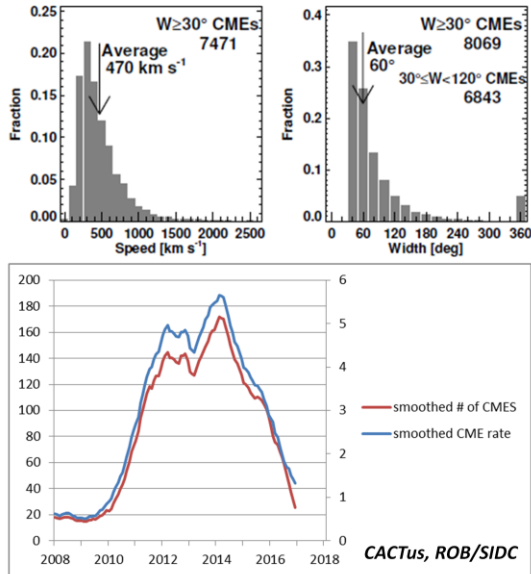 W≥30° CMEs
7471
Average
470 km s⁻¹
Fraction
0.25
0.20
0.15
0.10
0.05
0.00
0 500 1000 1500 2000 2500
Speed [km s⁻¹]
W≥30° CMEs
8069
Average
60°
30°≤W<120° CMEs
6843
Fraction
0.4
0.3
0.2
0.1
0.0
0 60 120 180 240 300 360
Width [deg]
200
180
160
140
120
100
80
60
40
20
0
6
5
4
3
2
1
0
2008 2010 2012 2014 2016 2018
smoothed # of CMES
smoothed CME rate
CACTus, ROB/SIDC